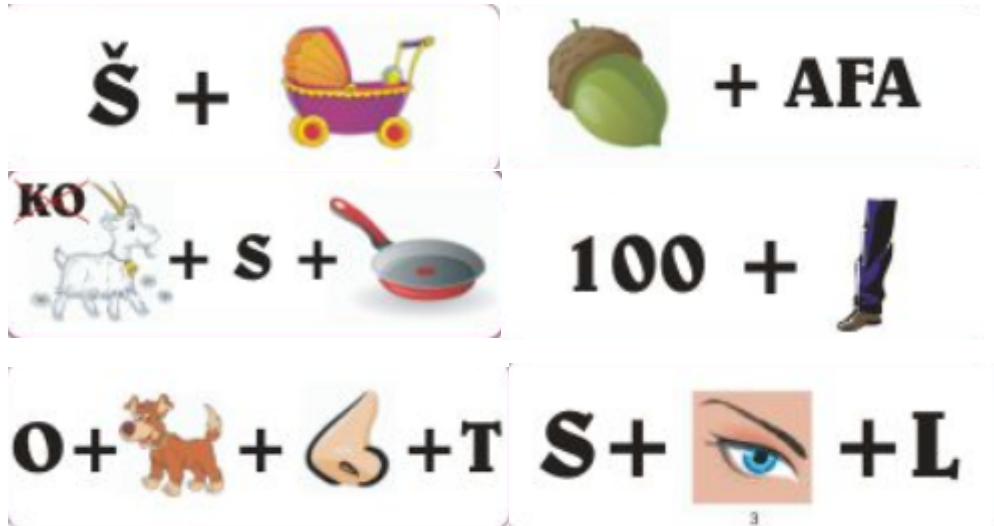 Š +
+ AFA
KO + S +
100 +
O + + + T
S + + L
3